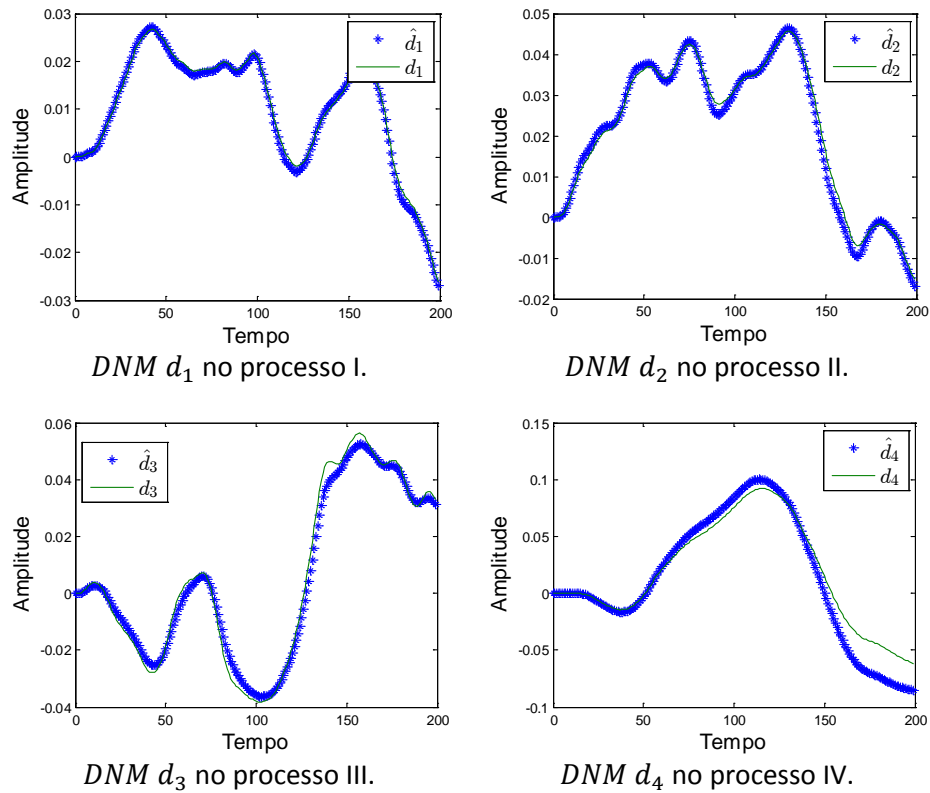 0.03
0.02
0.01
0
-0.01
-0.02
-0.03
0 50 100 150 200
Amplitude
Tempo
d̂₁
d₁
DNM d₁ no processo I.
0.05
0.04
0.03
0.02
0.01
0
-0.01
-0.02
0 50 100 150 200
Amplitude
Tempo
d̂₂
d₂
DNM d₂ no processo II.
0.06
0.04
0.02
0
-0.02
-0.04
0 50 100 150 200
Amplitude
Tempo
d̂₃
d₃
DNM d₃ no processo III.
0.15
0.1
0.05
0
-0.05
-0.1
0 50 100 150 200
Amplitude
Tempo
d̂₄
d₄
DNM d₄ no processo IV.